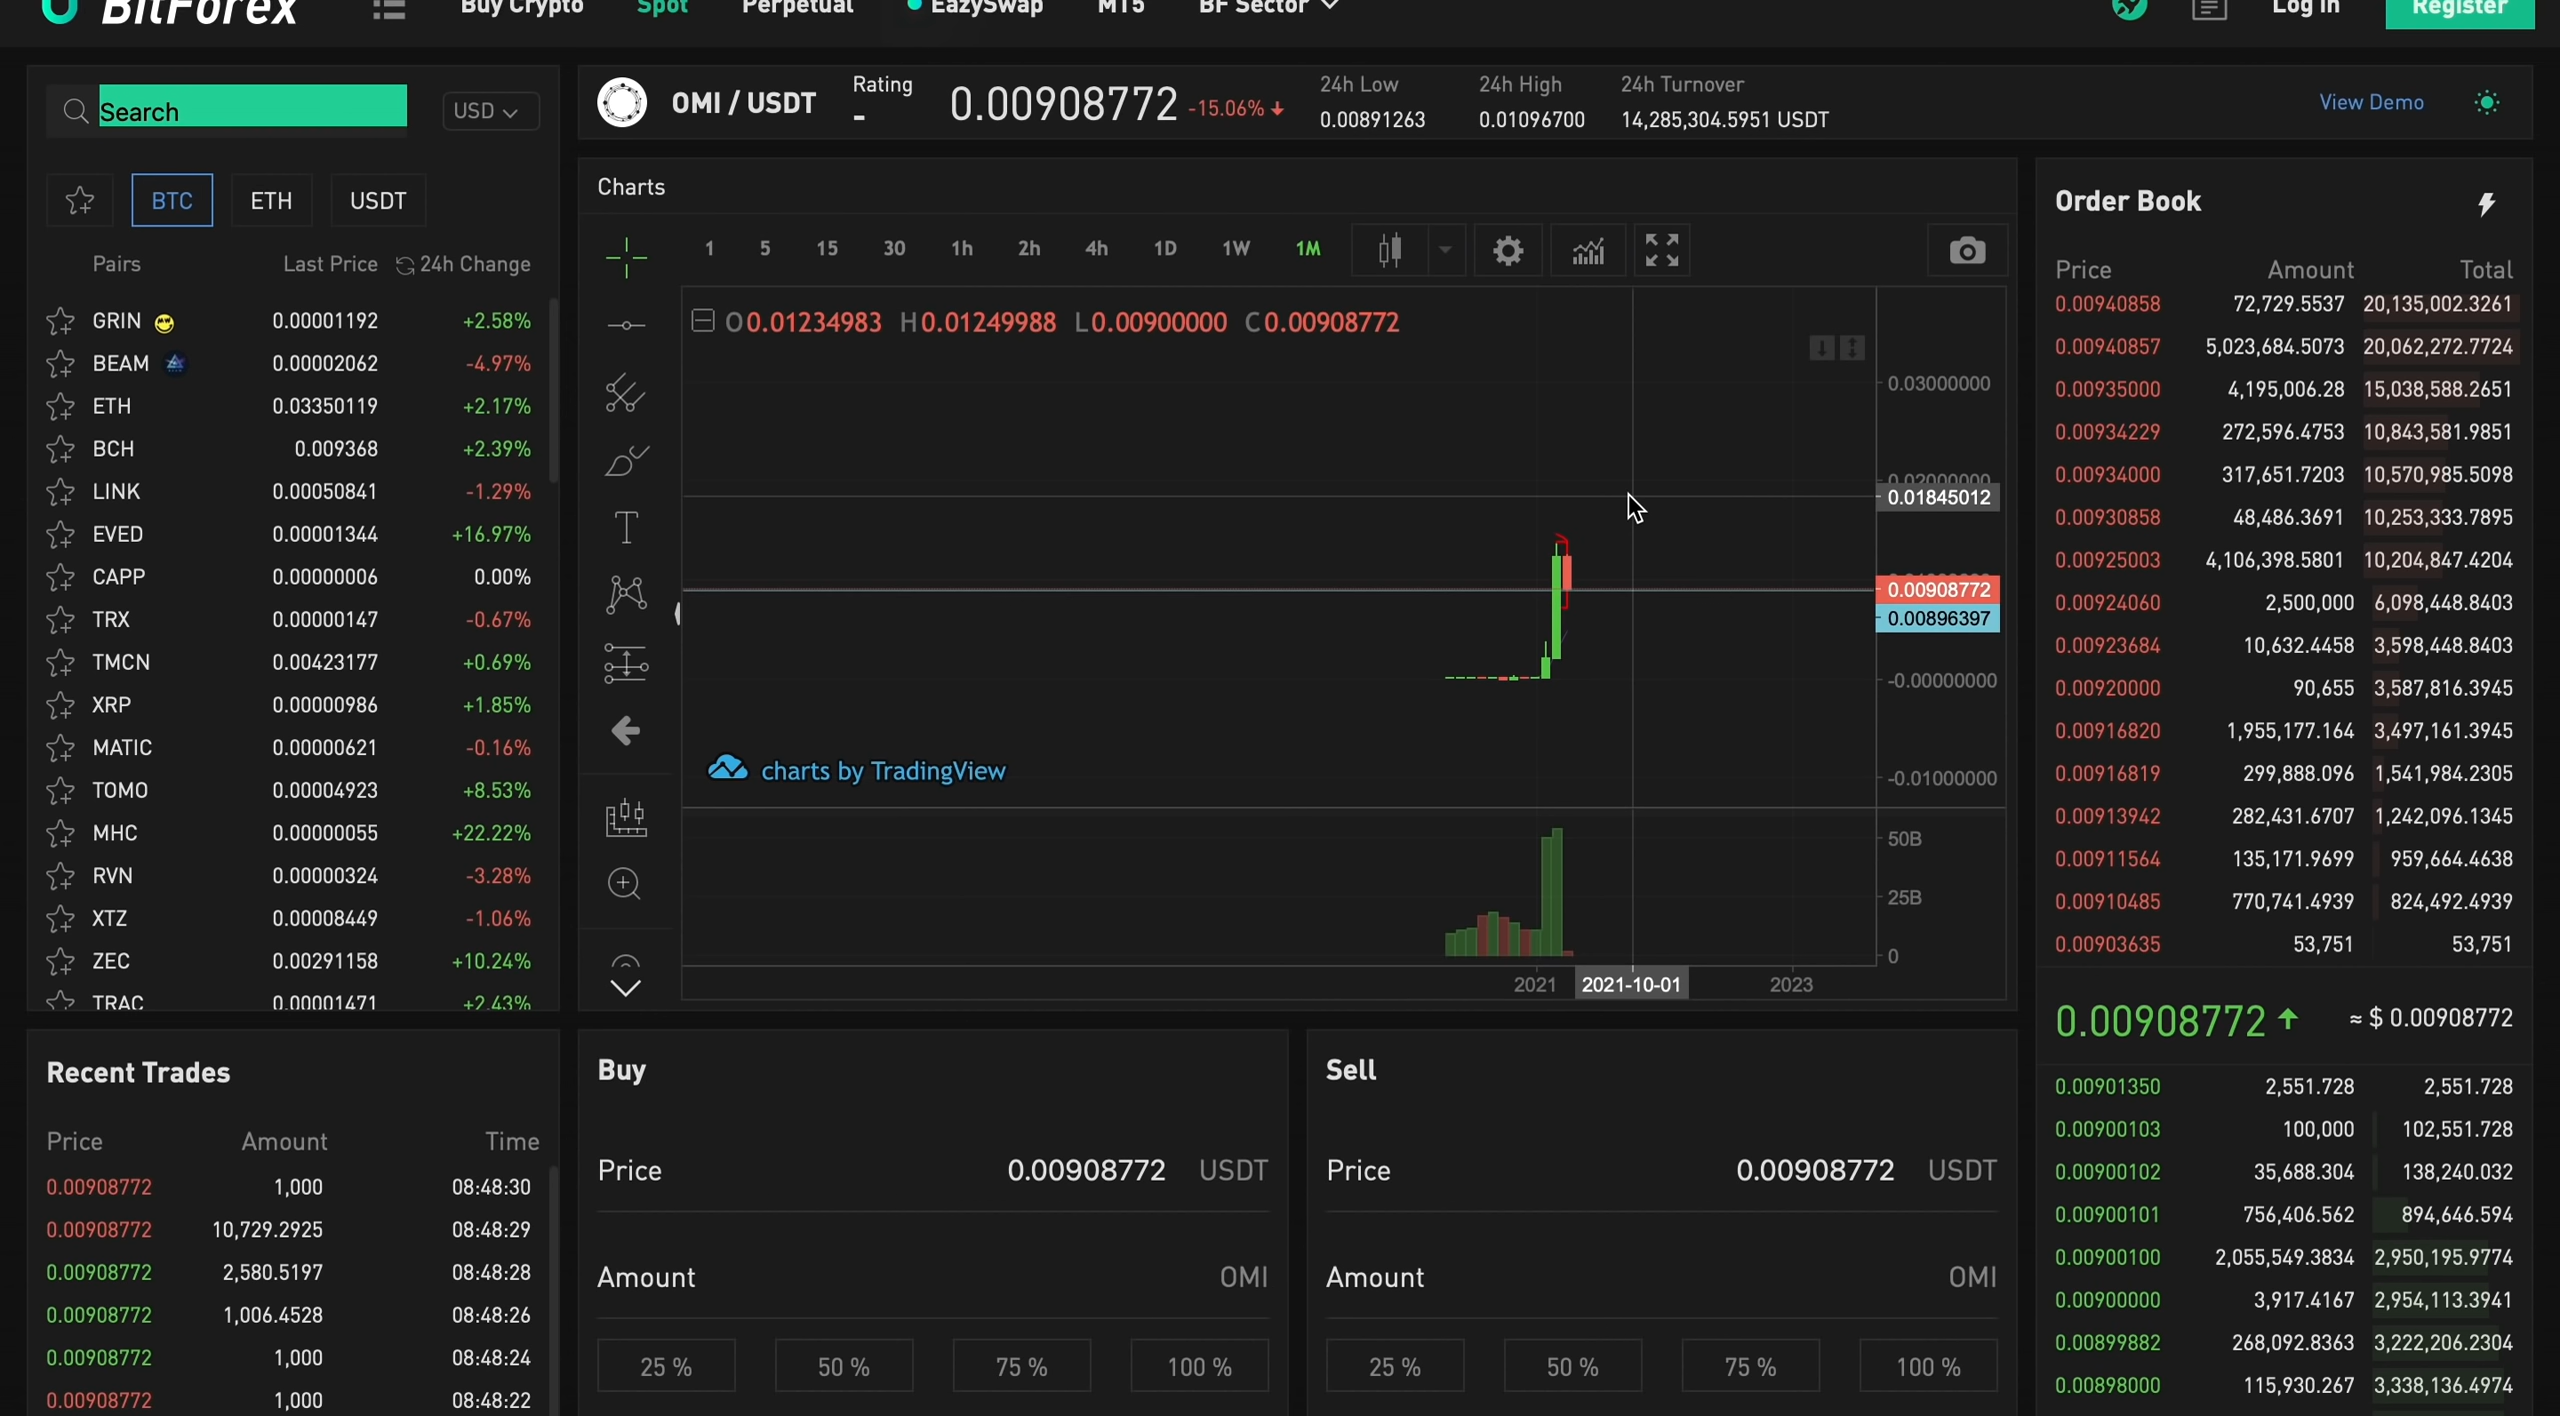 BitForex
Buy Crypto
Spot
Perpetual
EazySwap
MT5
BF Sector
Log In
Register
Search
USD
BTC
ETH
USDT
Pairs Last Price 24h Change
GRIN 0.00001192 +2.58%
BEAM 0.00002062 -4.97%
ETH 0.03350119 +2.17%
BCH 0.009368 +2.39%
LINK 0.00050841 -1.29%
EVED 0.00001344 +16.97%
CAPP 0.00000006 0.00%
TRX 0.00000147 -0.67%
TMCN 0.00423177 +0.69%
XRP 0.00000986 +1.85%
MATIC 0.00000621 -0.16%
TOMO 0.00004923 +8.53%
MHC 0.00000055 +22.22%
RVN 0.00000324 -3.28%
XTZ 0.00008449 -1.06%
ZEC 0.00291158 +10.24%
TRAC 0.00001471 +2.43%
Recent Trades
Price Amount Time
0.00908772 1,000 08:48:30
0.00908772 10,729.2925 08:48:29
0.00908772 2,580.5197 08:48:28
0.00908772 1,006.4528 08:48:26
0.00908772 1,000 08:48:24
0.00908772 1,000 08:48:22
OMI / USDT
Rating
-
0.00908772 -15.06%
24h Low
0.00891263
24h High
0.01096700
24h Turnover
14,285,304.5951 USDT
View Demo
Charts
1 5 15 30 1h 2h 4h 1D 1W 1M
O0.01234983 H0.01249988 L0.00900000 C0.00908772
0.03000000
0.01845012
0.00908772
0.00896397
-0.00000000
-0.01000000
charts by TradingView
50B
25B
0
2021 2021-10-01 2023
Buy
Price 0.00908772 USDT
Amount OMI
25 % 50 % 75 % 100 %
Sell
Price 0.00908772 USDT
Amount OMI
25 % 50 % 75 % 100 %
Order Book
Price Amount Total
0.00940858 72,729.5537 20,135,002.3261
0.00940857 5,023,684.5073 20,062,272.7724
0.00935000 4,195,006.28 15,038,588.2651
0.00934229 272,596.4753 10,843,581.9851
0.00934000 317,651.7203 10,570,985.5098
0.00930858 48,486.3691 10,253,333.7895
0.00925003 4,106,398.5801 10,204,847.4204
0.00924060 2,500,000 6,098,448.8403
0.00923684 10,632.4458 3,598,448.8403
0.00920000 90,655 3,587,816.3945
0.00916820 1,955,177.164 3,497,161.3945
0.00916819 299,888.096 1,541,984.2305
0.00913942 282,431.6707 1,242,096.1345
0.00911564 135,171.9699 959,664.4638
0.00910485 770,741.4939 824,492.4939
0.00903635 53,751 53,751
0.00908772 ≈ $ 0.00908772
0.00901350 2,551.728 2,551.728
0.00900103 100,000 102,551.728
0.00900102 35,688.304 138,240.032
0.00900101 756,406.562 894,646.594
0.00900100 2,055,549.3834 2,950,195.9774
0.00900000 3,917.4167 2,954,113.3941
0.00899882 268,092.8363 3,222,206.2304
0.00898000 115,930.267 3,338,136.4974